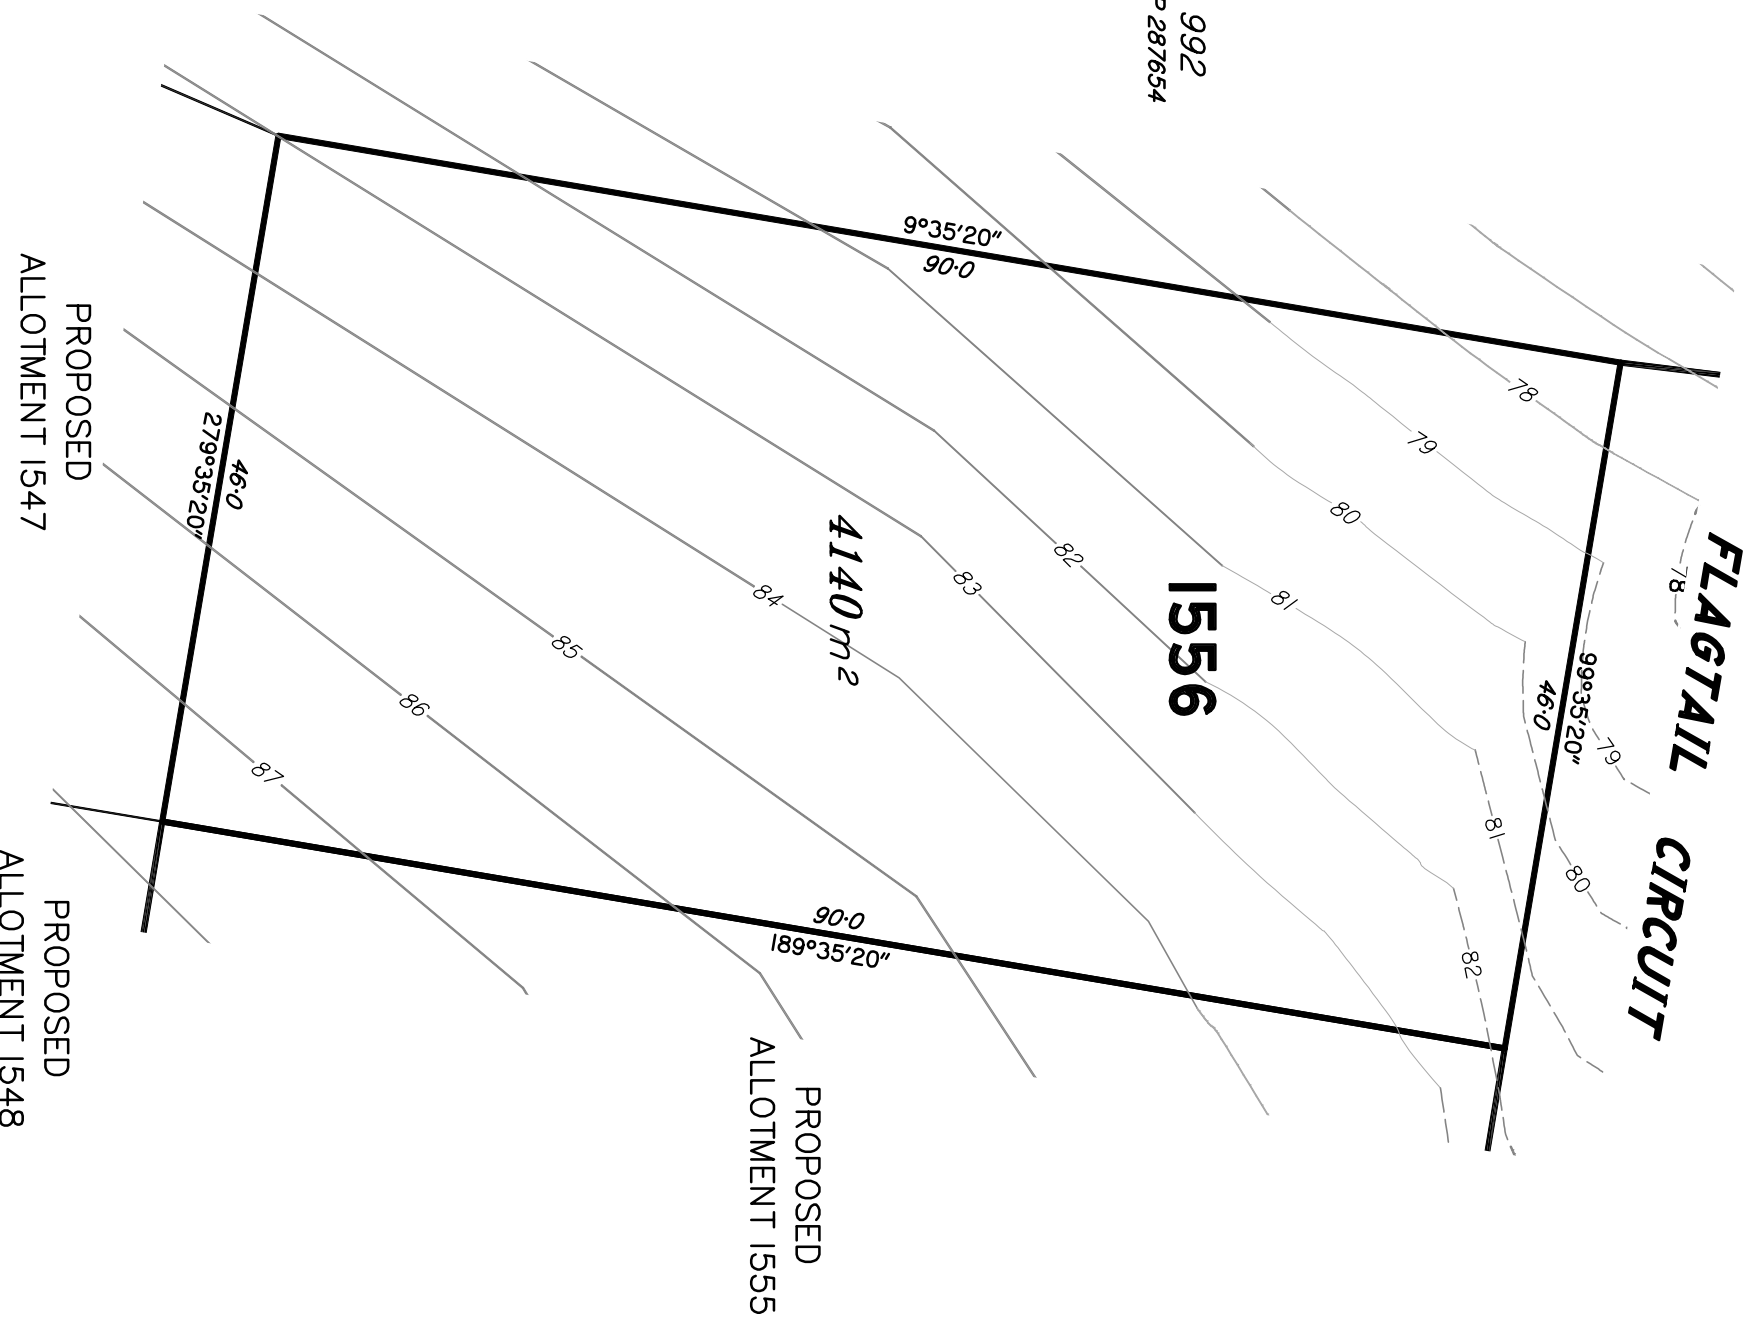 992
P 287654
9°35'20"
90·0
78
79
80
78
FLAGTAIL CIRCUIT
99°35'20"
46·0
79
81
82
83
84
85
86
87
1556
4140m²
81
80
82
46·0
279°35'20"
90·0
189°35'20"
PROPOSED
ALLOTMENT 1547
PROPOSED
ALLOTMENT 1548
PROPOSED
ALLOTMENT 1555